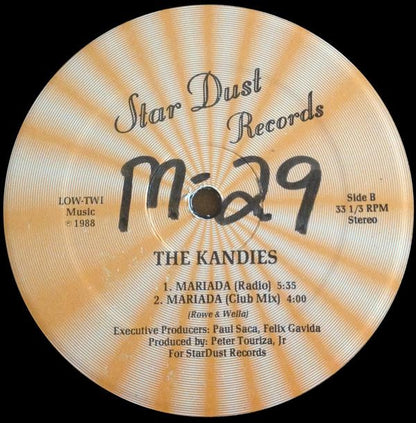 Star Dust
Records
M-29
LOW-TWI
Music
℗ 1988
Side B
33 1/3 RPM
Stereo
THE KANDIES
1. MARIADA (Radio) 5:35
2. MARIADA (Club Mix) 4:00
(Rowe & Wella)
Executive Producers: Paul Saca, Felix Gavida
Produced by: Peter Touriza, Jr
For StarDust Records